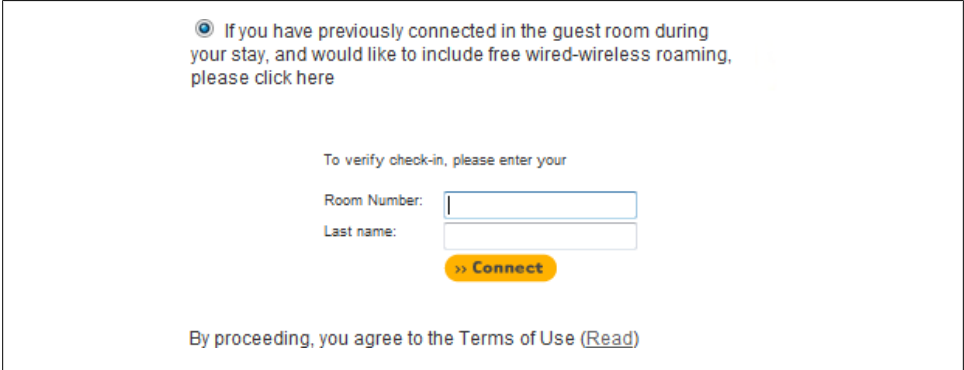 If you have previously connected in the guest room during
your stay, and would like to include free wired-wireless roaming,
please click here
To verify check-in, please enter your
Room Number:
Last name:
›› Connect
By proceeding, you agree to the Terms of Use (Read)